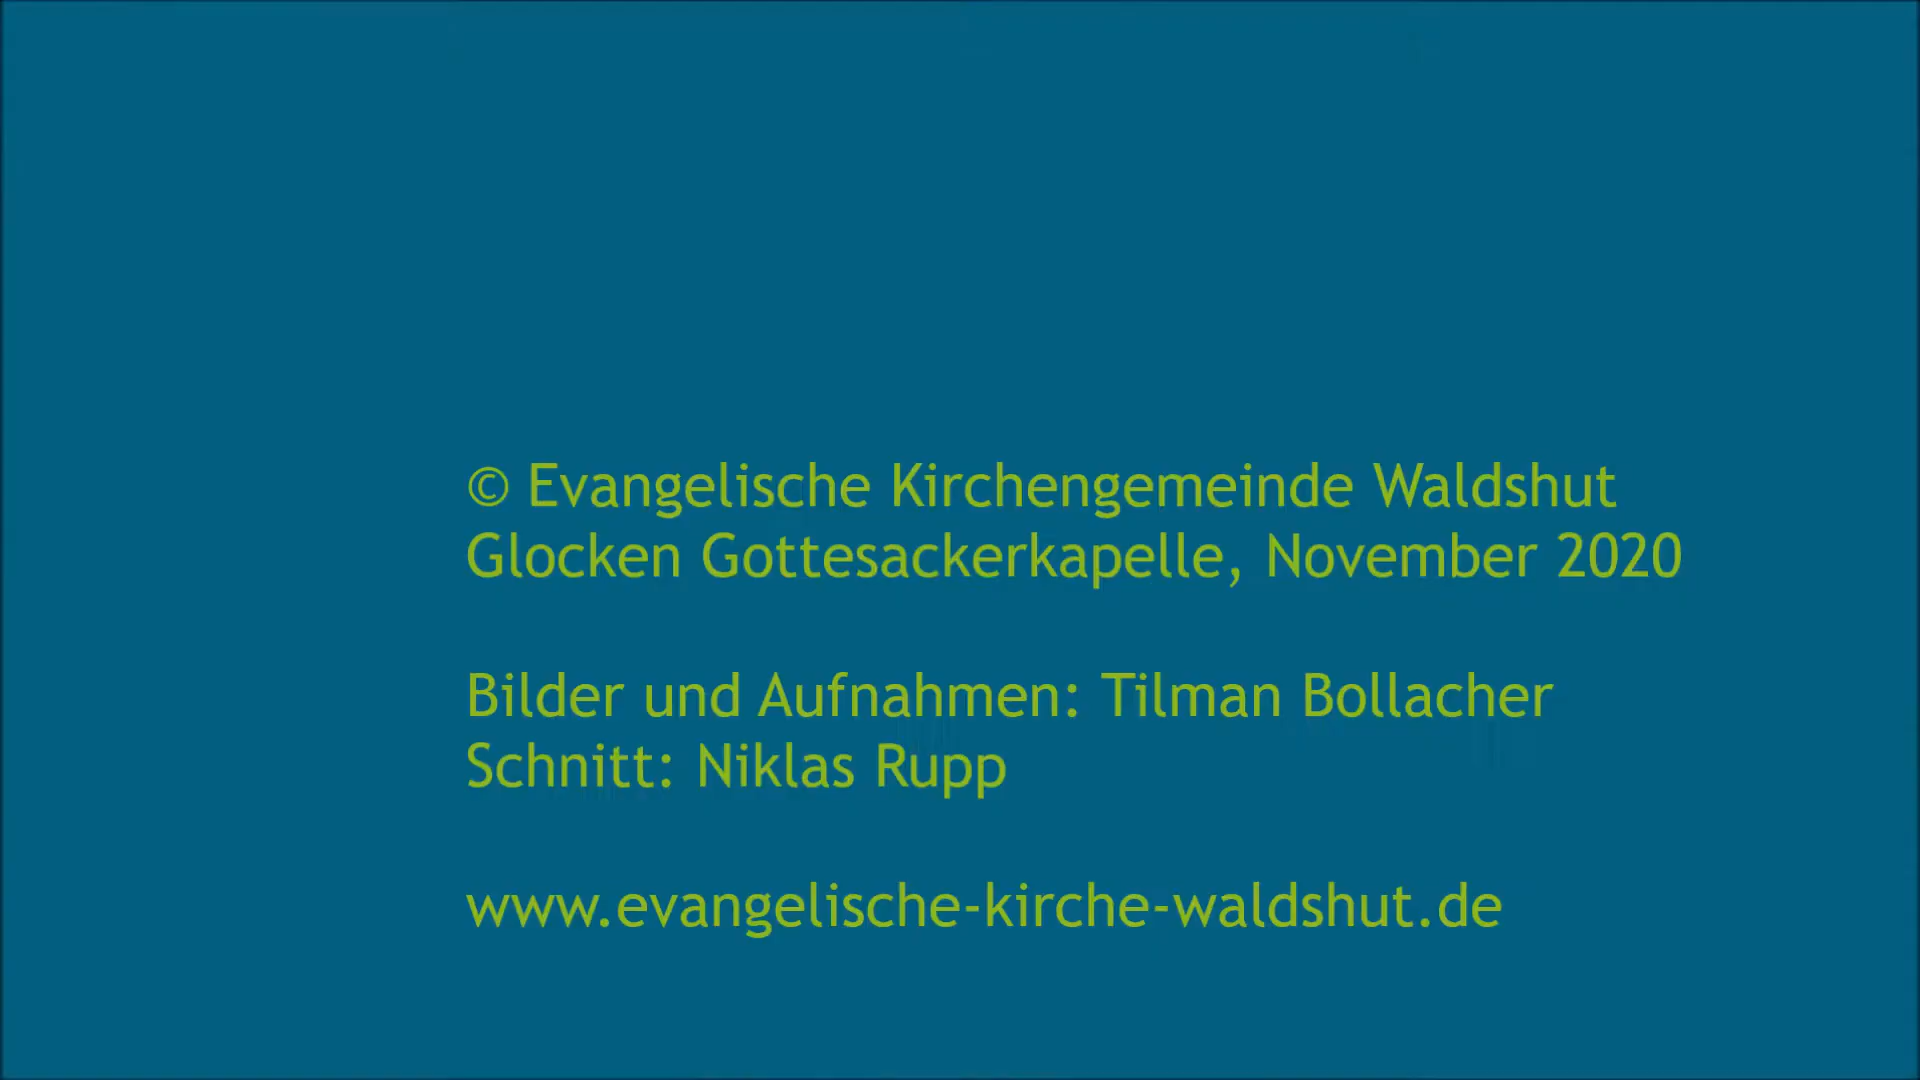 © Evangelische Kirchengemeinde Waldshut
Glocken Gottesackerkapelle, November 2020
Bilder und Aufnahmen: Tilman Bollacher
Schnitt: Niklas Rupp
www.evangelische-kirche-waldshut.de